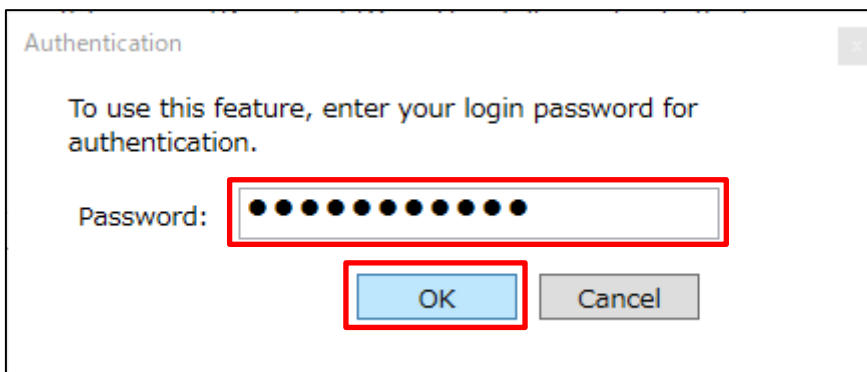 Authentication
x
To use this feature, enter your login password for
authentication.
Password: ●●●●●●●●●●●
OK Cancel